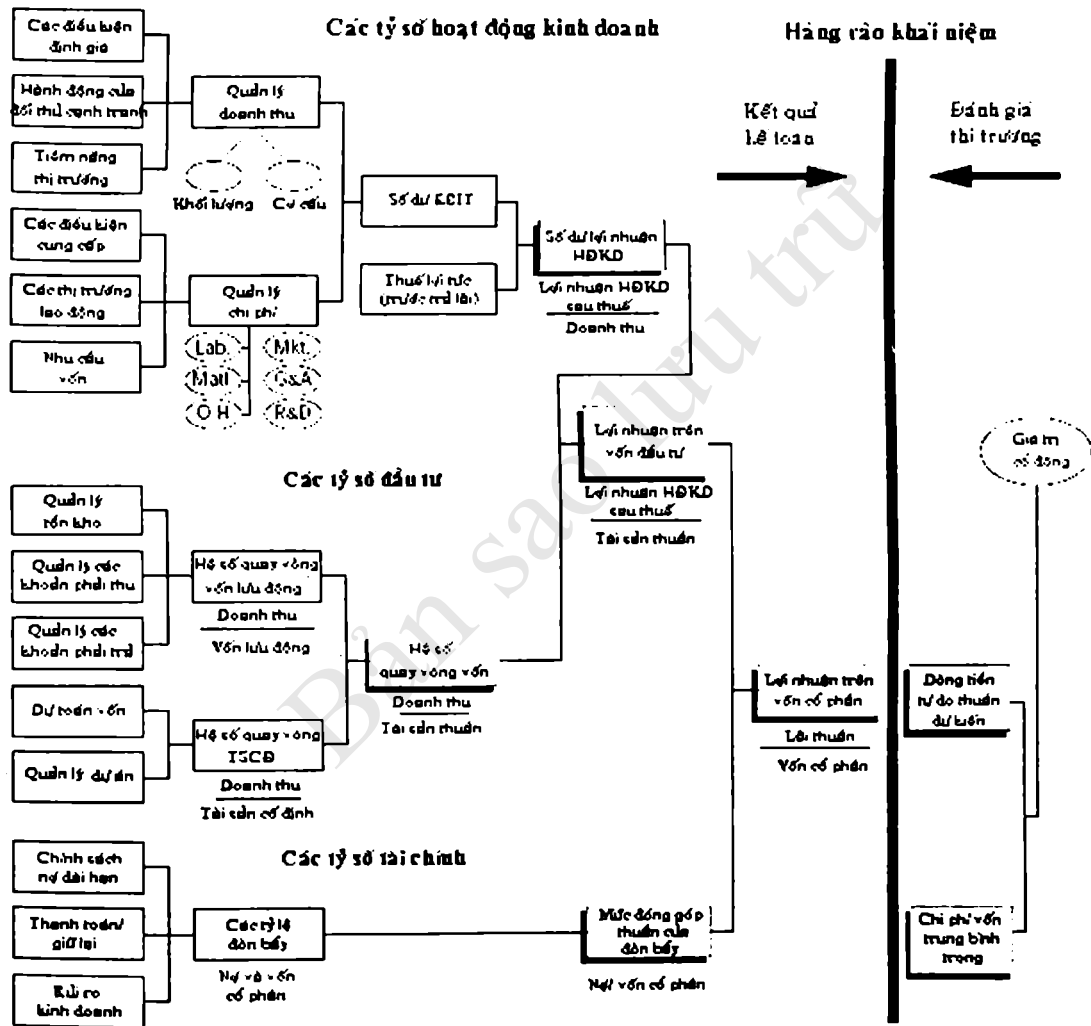 Các tỷ số hoạt động kinh doanh
Hàng rào khái niệm
Các điều kiện
định giá
Hành động của
đối thủ cạnh tranh
Tiềm năng
thị trường
Quản lý
doanh thu
Khối lượng
Cơ cấu
Các điều kiện
cung cấp
Các thị trường
lao động
Nhu cầu
vốn
Quản lý
chi phí
Lab.
Mkt.
Matl
G&A
O H
R&D
Số dư
Thuế lợi tức
(trước trả lãi)
Số dư lợi nhuận
HĐKD
Lợi nhuận HĐKD
sau thuế
Doanh thu
Kết quả
kế toán
Đánh giá
thị trường
Giá trị
cổ đông
Lợi nhuận trên
vốn đầu tư
Lợi nhuận HĐKD
sau thuế
Tài sản thuần
Các tỷ số đầu tư
Quản lý
tồn kho
Quản lý các
khoản phải thu
Quản lý các
khoản phải trả
Hệ số quay vòng
vốn lưu động
Doanh thu
Vốn lưu động
Dự toán vốn
Quản lý dự án
Hệ số quay vòng
TSCĐ
Doanh thu
Tài sản cố định
Hệ số
quay vòng vốn
Doanh thu
Tài sản thuần
Lợi nhuận trên
vốn cổ phần
Lãi thuần
Vốn cổ phần
Dòng tiền
tự do thuần
dự kiến
Các tỷ số tài chính
Chính sách
nợ dài hạn
Thanh toán/
giữ lại
Rủi ro
kinh doanh
Các tỷ lệ
đòn bẩy
Nợ và vốn
cổ phần
Mức đóng góp
thuần của
đòn bẩy
Nợ/ vốn cổ phần
Chi phí vốn
trung bình
trọng
Bản sao lưu trữ